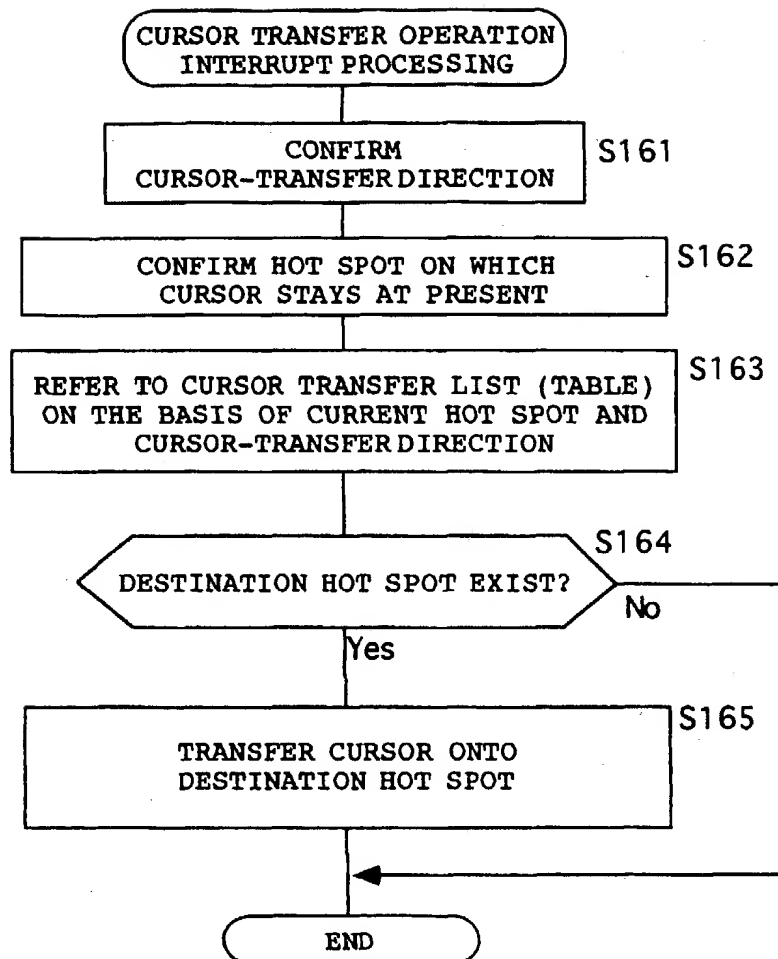 CURSOR TRANSFER OPERATION
INTERRUPT PROCESSING
CONFIRM
CURSOR-TRANSFER DIRECTION
S161
CONFIRM HOT SPOT ON WHICH
CURSOR STAYS AT PRESENT
S162
REFER TO CURSOR TRANSFER LIST (TABLE)
ON THE BASIS OF CURRENT HOT SPOT AND
CURSOR-TRANSFER DIRECTION
S163
DESTINATION HOT SPOT EXIST?
S164
No
Yes
TRANSFER CURSOR ONTO
DESTINATION HOT SPOT
S165
END